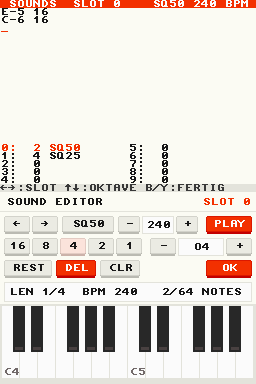 SOUNDS SLOT 0 SQ50 240 BPM
E-5 16
C-6 16
_
0: 2 SQ50 5: 0
1: 4 SQ25 6: 0
2: 0 7: 0
3: 0 8: 0
4: 0 9: 0
←→:SLOT ↑↓:OKTAVE B/Y:FERTIG
SOUND EDITOR SLOT 0
← → SQ50 - 240 + PLAY
16 8 4 2 1 - O4 +
REST DEL CLR OK
LEN 1/4 BPM 240 2/64 NOTES
C4 C5